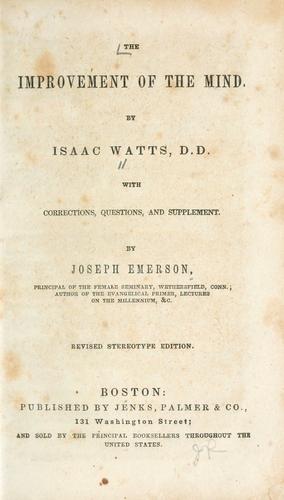 THE
IMPROVEMENT OF THE MIND.
BY
ISAAC WATTS, D.D.
WITH
CORRECTIONS, QUESTIONS, AND SUPPLEMENT.
BY
JOSEPH EMERSON,
PRINCIPAL OF THE FEMALE SEMINARY, WETHERSFIELD, CONN.;
AUTHOR OF THE EVANGELICAL PRIMER, LECTURES
ON THE MILLENNIUM, &C.
REVISED STEREOTYPE EDITION.
BOSTON:
PUBLISHED BY JENKS, PALMER & CO.,
131 Washington Street;
AND SOLD BY THE PRINCIPAL BOOKSELLERS THROUGHOUT THE
UNITED STATES.